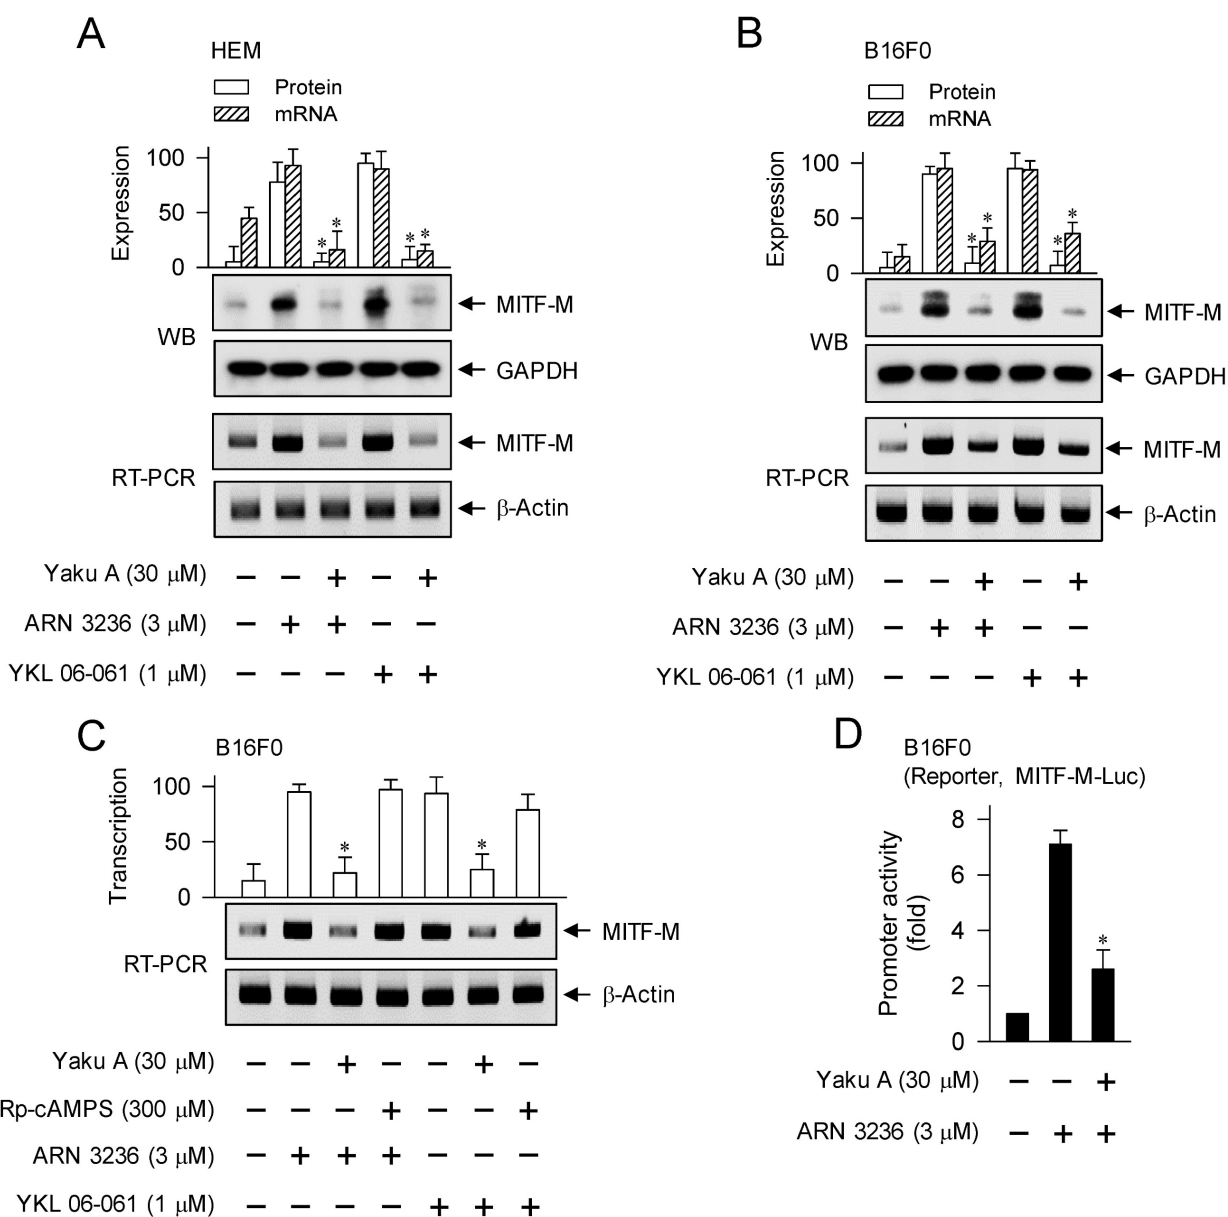 A
HEM
Protein
mRNA
Expression
100
50
0
* * * *
WB
MITF-M
GAPDH
RT-PCR
MITF-M
β-Actin
Yaku A (30 μM) − − + − +
ARN 3236 (3 μM) − + + − −
YKL 06-061 (1 μM) − − − + +
B
B16F0
Protein
mRNA
Expression
100
50
0
* * * *
WB
MITF-M
GAPDH
RT-PCR
MITF-M
β-Actin
Yaku A (30 μM) − − + − +
ARN 3236 (3 μM) − + + − −
YKL 06-061 (1 μM) − − − + +
C
B16F0
Transcription
100
50
0
* *
RT-PCR
MITF-M
β-Actin
Yaku A (30 μM) − − + − − + −
Rp-cAMPS (300 μM) − − − + − − +
ARN 3236 (3 μM) − + + + − − −
YKL 06-061 (1 μM) − − − − + + +
D
B16F0
(Reporter, MITF-M-Luc)
Promoter activity
(fold)
8
6
4
2
0
*
Yaku A (30 μM) − − +
ARN 3236 (3 μM) − + +